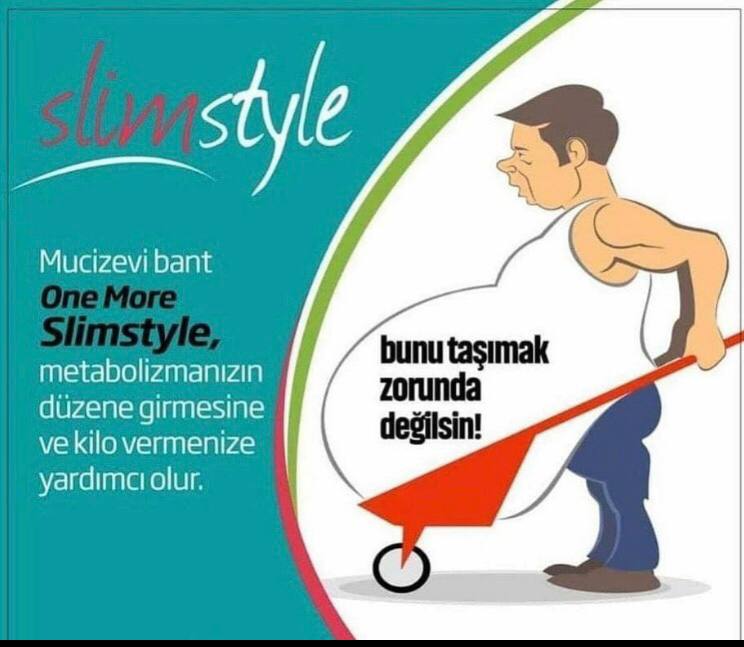 slimstyle
Mucizevi bant
One More
Slimstyle,
metabolizmanızın
düzene girmesine
ve kilo vermenize
yardımcı olur.
bunu taşımak
zorunda
değilsin!